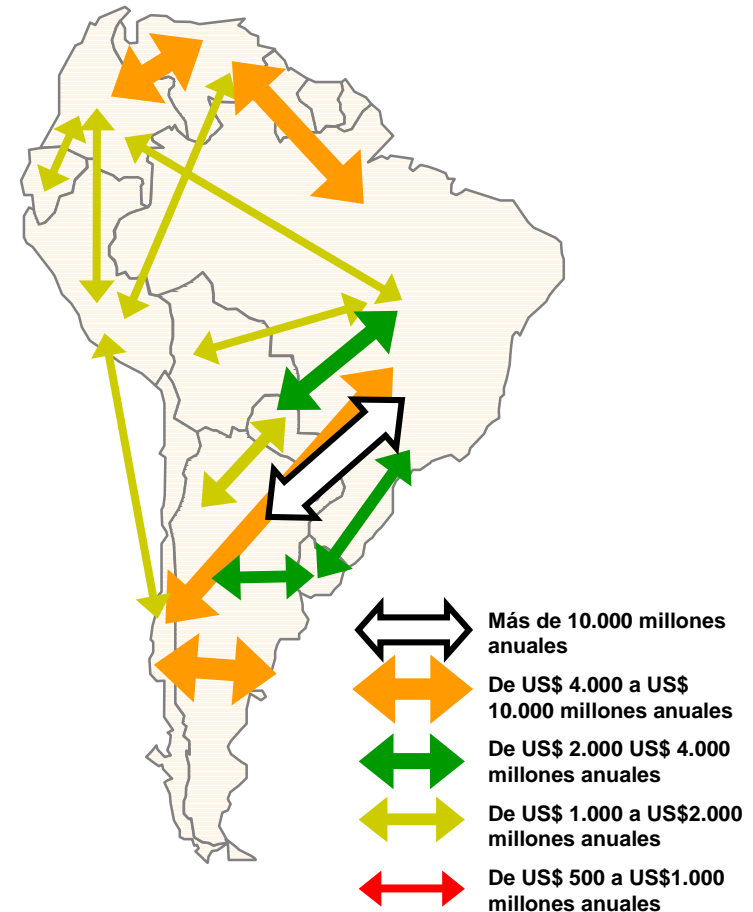 Más de 10.000 millones
anuales
De US$ 4.000 a US$
10.000 millones anuales
De US$ 2.000 US$ 4.000
millones anuales
De US$ 1.000 a US$2.000
millones anuales
De US$ 500 a US$1.000
millones anuales